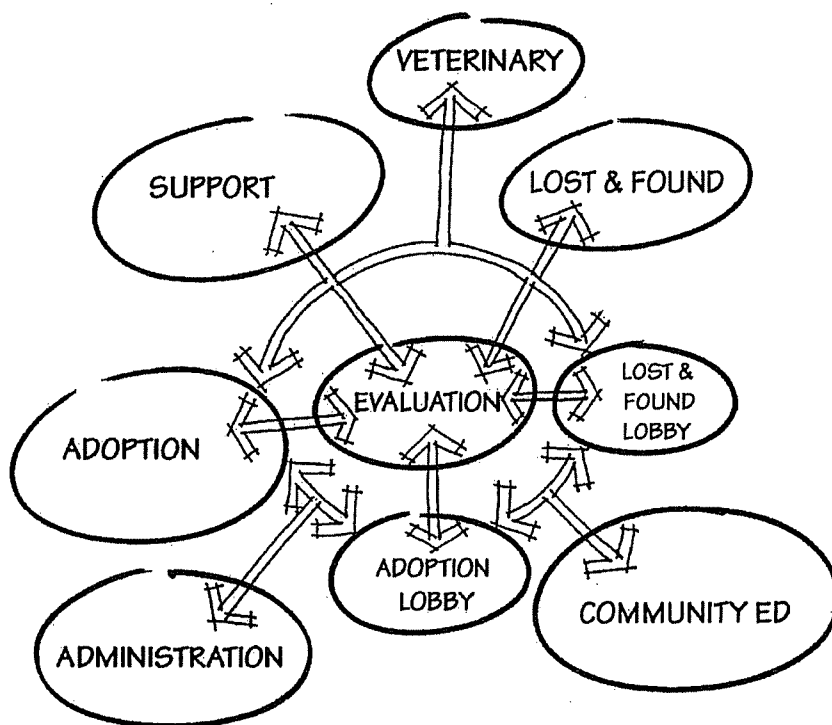 VETERINARY
SUPPORT
LOST & FOUND
EVALUATION
LOST &
FOUND
LOBBY
ADOPTION
ADOPTION
LOBBY
COMMUNITY ED
ADMINISTRATION